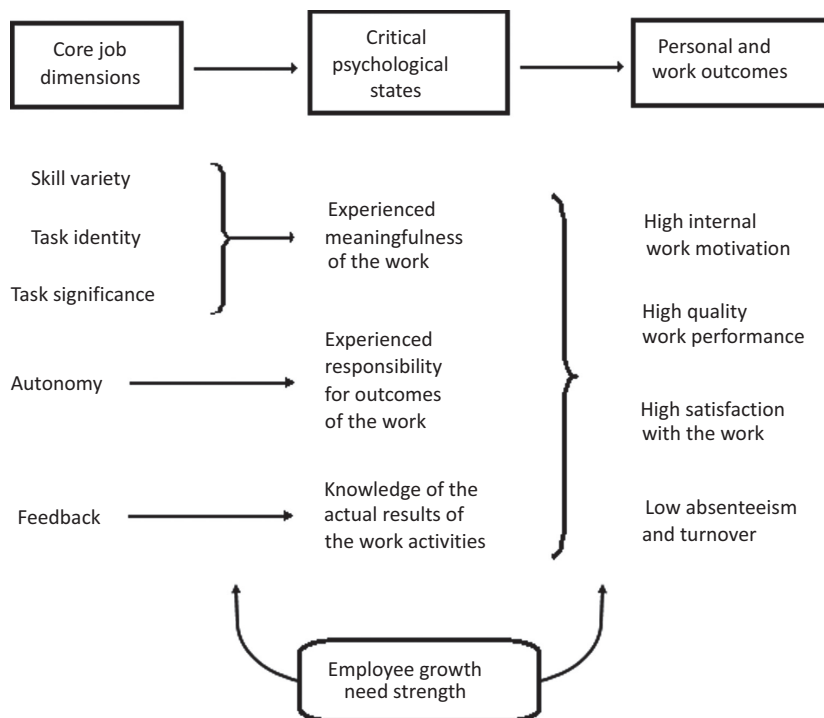 Core job
dimensions
Critical
psychological
states
Personal and
work outcomes
Skill variety
Task identity
Task significance
Experienced
meaningfulness
of the work
Autonomy
Experienced
responsibility
for outcomes
of the work
Feedback
Knowledge of the
actual results of
the work activities
High internal
work motivation
High quality
work performance
High satisfaction
with the work
Low absenteeism
and turnover
Employee growth
need strength